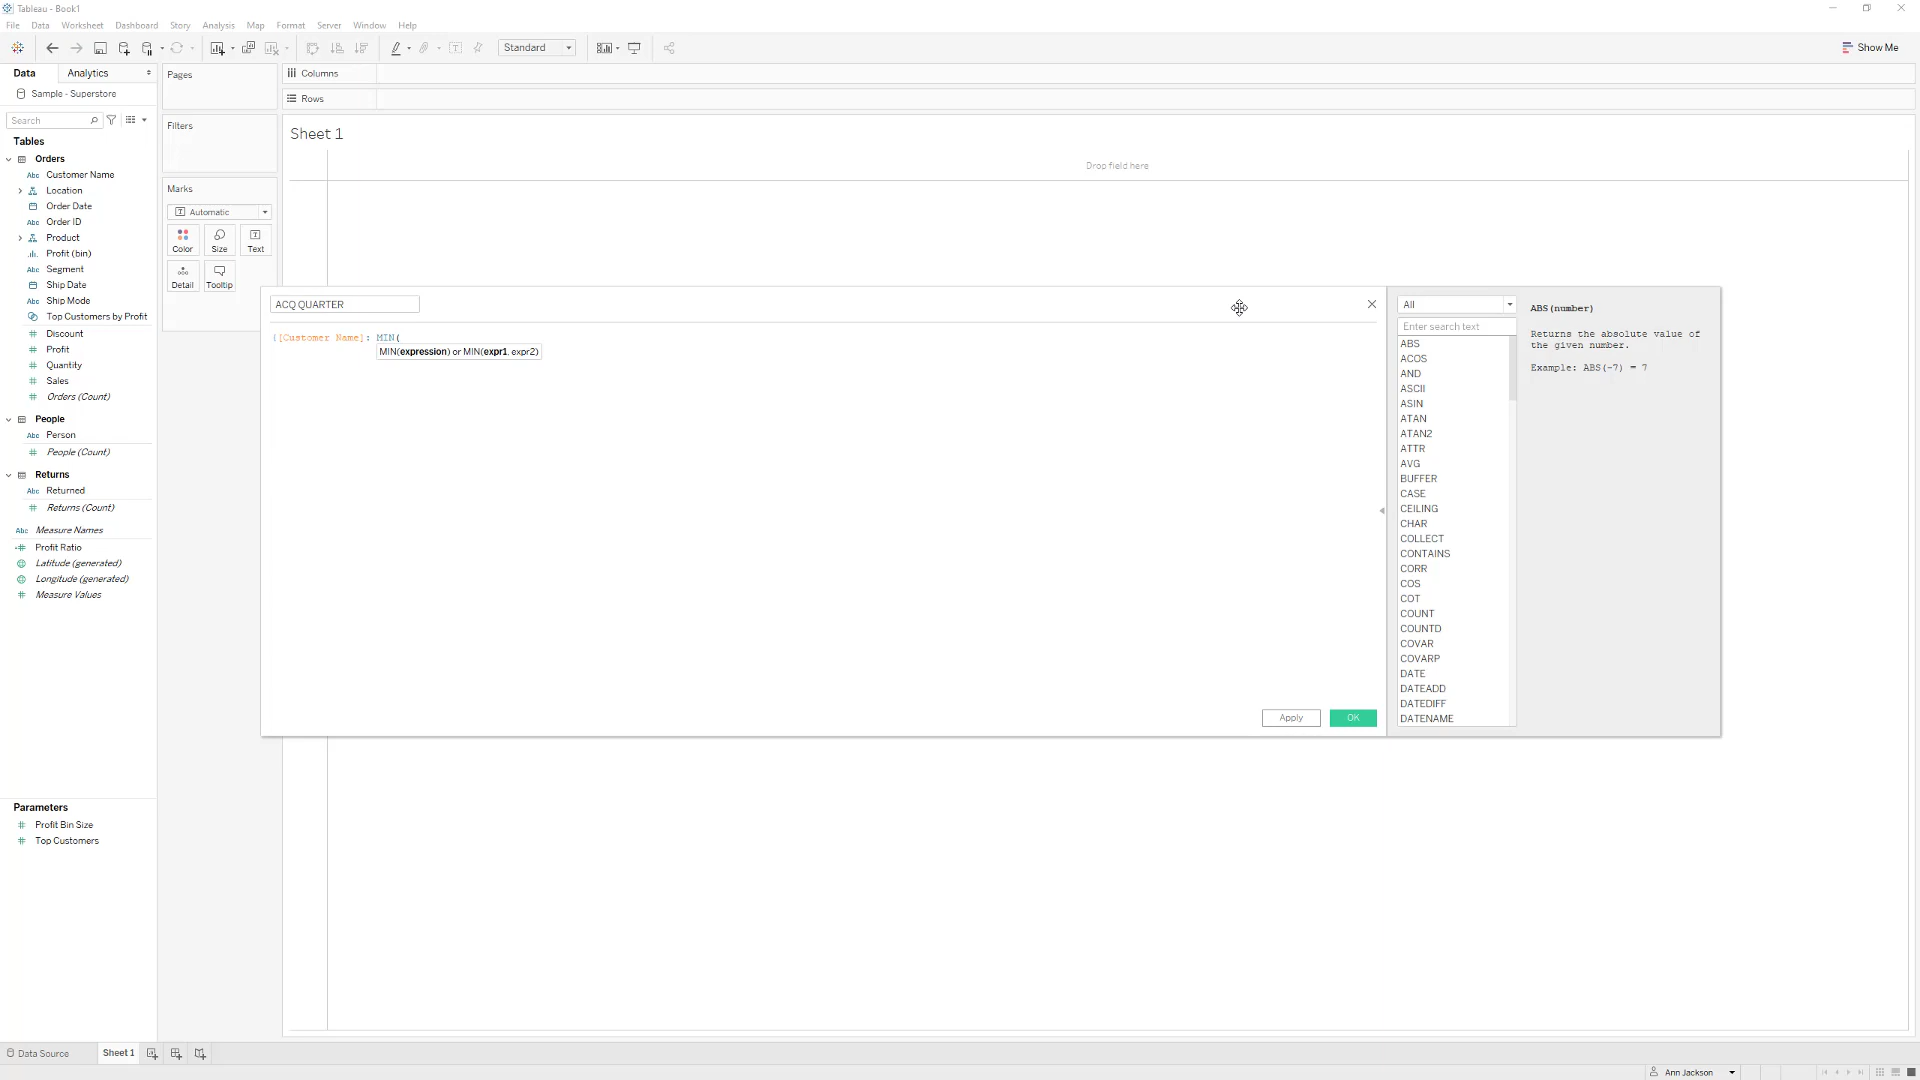 Tableau - Book1
File Data Worksheet Dashboard Story Analysis Map Format Server Window Help
Standard
Show Me
Data Analytics
Sample - Superstore
Search
Tables
Orders
Abc Customer Name
Location
Order Date
Abc Order ID
Product
Profit (bin)
Abc Segment
Ship Date
Abc Ship Mode
Top Customers by Profit
Discount
Profit
Quantity
Sales
Orders (Count)
People
Abc Person
People (Count)
Returns
Abc Returned
Returns (Count)
Abc Measure Names
Profit Ratio
Latitude (generated)
Longitude (generated)
Measure Values
Parameters
Profit Bin Size
Top Customers
Pages
Filters
Marks
Automatic
Color Size Text
Detail Tooltip
Columns
Rows
Sheet 1
Drop field here
ACQ QUARTER
{[Customer Name]: MIN(
MIN(expression) or MIN(expr1, expr2)
Apply OK
All
Enter search text
ABS
ACOS
AND
ASCII
ASIN
ATAN
ATAN2
ATTR
AVG
BUFFER
CASE
CEILING
CHAR
COLLECT
CONTAINS
CORR
COS
COT
COUNT
COUNTD
COVAR
COVARP
DATE
DATEADD
DATEDIFF
DATENAME
ABS(number)
Returns the absolute value of
the given number.
Example: ABS(-7) = 7
Data Source Sheet 1
Ann Jackson